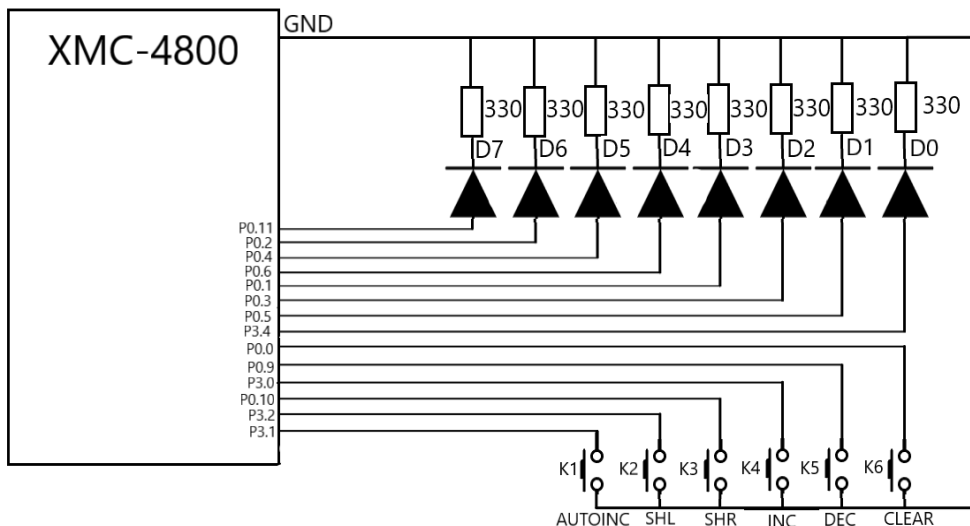 GND
XMC-4800
330 330 330 330 330 330 330 330
D7 D6 D5 D4 D3 D2 D1 D0
P0.11
P0.2
P0.4
P0.6
P0.1
P0.3
P0.5
P3.4
P0.0
P0.9
P3.0
P0.10
P3.2
P3.1
K1 K2 K3 K4 K5 K6
AUTOINC SHL SHR INC DEC CLEAR